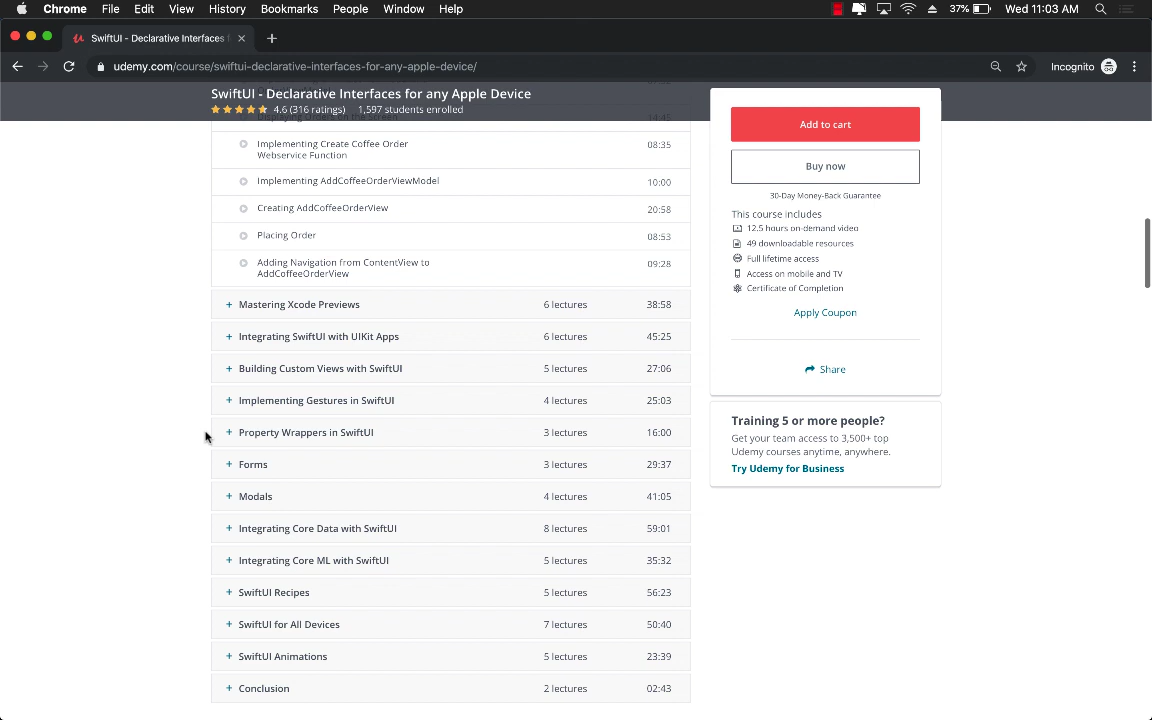 Chrome File Edit View History Bookmarks People Window Help 37% Wed 11:03 AM
SwiftUI - Declarative Interfaces f
udemy.com/course/swiftui-declarative-interfaces-for-any-apple-device/ Incognito
SwiftUI - Declarative Interfaces for any Apple Device
4.6 (316 ratings) 1,597 students enrolled
Displaying Orders on the Screen 14:45
Implementing Create Coffee Order 08:35
Webservice Function
Implementing AddCoffeeOrderViewModel 10:00
Creating AddCoffeeOrderView 20:58
Placing Order 08:53
Adding Navigation from ContentView to 09:28
AddCoffeeOrderView
+ Mastering Xcode Previews 6 lectures 38:58
+ Integrating SwiftUI with UIKit Apps 6 lectures 45:25
+ Building Custom Views with SwiftUI 5 lectures 27:06
+ Implementing Gestures in SwiftUI 4 lectures 25:03
+ Property Wrappers in SwiftUI 3 lectures 16:00
+ Forms 3 lectures 29:37
+ Modals 4 lectures 41:05
+ Integrating Core Data with SwiftUI 8 lectures 59:01
+ Integrating Core ML with SwiftUI 5 lectures 35:32
+ SwiftUI Recipes 5 lectures 56:23
+ SwiftUI for All Devices 7 lectures 50:40
+ SwiftUI Animations 5 lectures 23:39
+ Conclusion 2 lectures 02:43
Add to cart
Buy now
30-Day Money-Back Guarantee
This course includes
12.5 hours on-demand video
49 downloadable resources
Full lifetime access
Access on mobile and TV
Certificate of Completion
Apply Coupon
Share
Training 5 or more people?
Get your team access to 3,500+ top
Udemy courses anytime, anywhere.
Try Udemy for Business